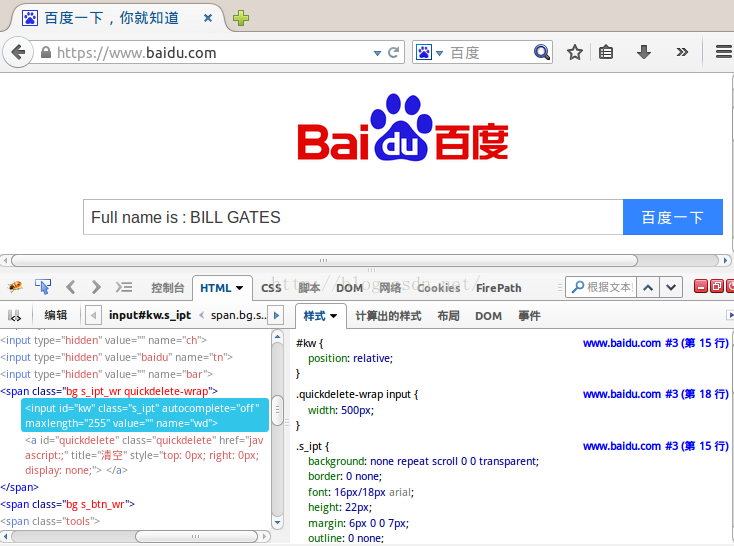 百度一下，你就知道
https://www.baidu.com
百度
Bai du 百度
Full name is : BILL GATES
百度一下
控制台 HTML CSS 脚本 DOM 网络 Cookies FirePath
根据文本
编辑 input#kw.s_ipt < span.bg.s...
样式 计算出的样式 布局 DOM 事件
<input type="hidden" value="" name="ch">
<input type="hidden" value="baidu" name="tn">
<input type="hidden" value="" name="bar">
<span class="bg s_ipt_wr quickdelete-wrap">
<input id="kw" class="s_ipt" autocomplete="off"
maxlength="255" value="" name="wd">
<a id="quickdelete" class="quickdelete" href="jav
ascript:;" title="清空" style="top: 0px; right: 0px;
display: none;"> </a>
</span>
<span class="bg s_btn_wr">
<span class="tools">
#kw { www.baidu.com #3 (第 15 行)
position: relative;
}
.quickdelete-wrap input { www.baidu.com #3 (第 18 行)
width: 500px;
}
.s_ipt { www.baidu.com #3 (第 15 行)
background: none repeat scroll 0 0 transparent;
border: 0 none;
font: 16px/18px arial;
height: 22px;
margin: 6px 0 0 7px;
outline: 0 none;